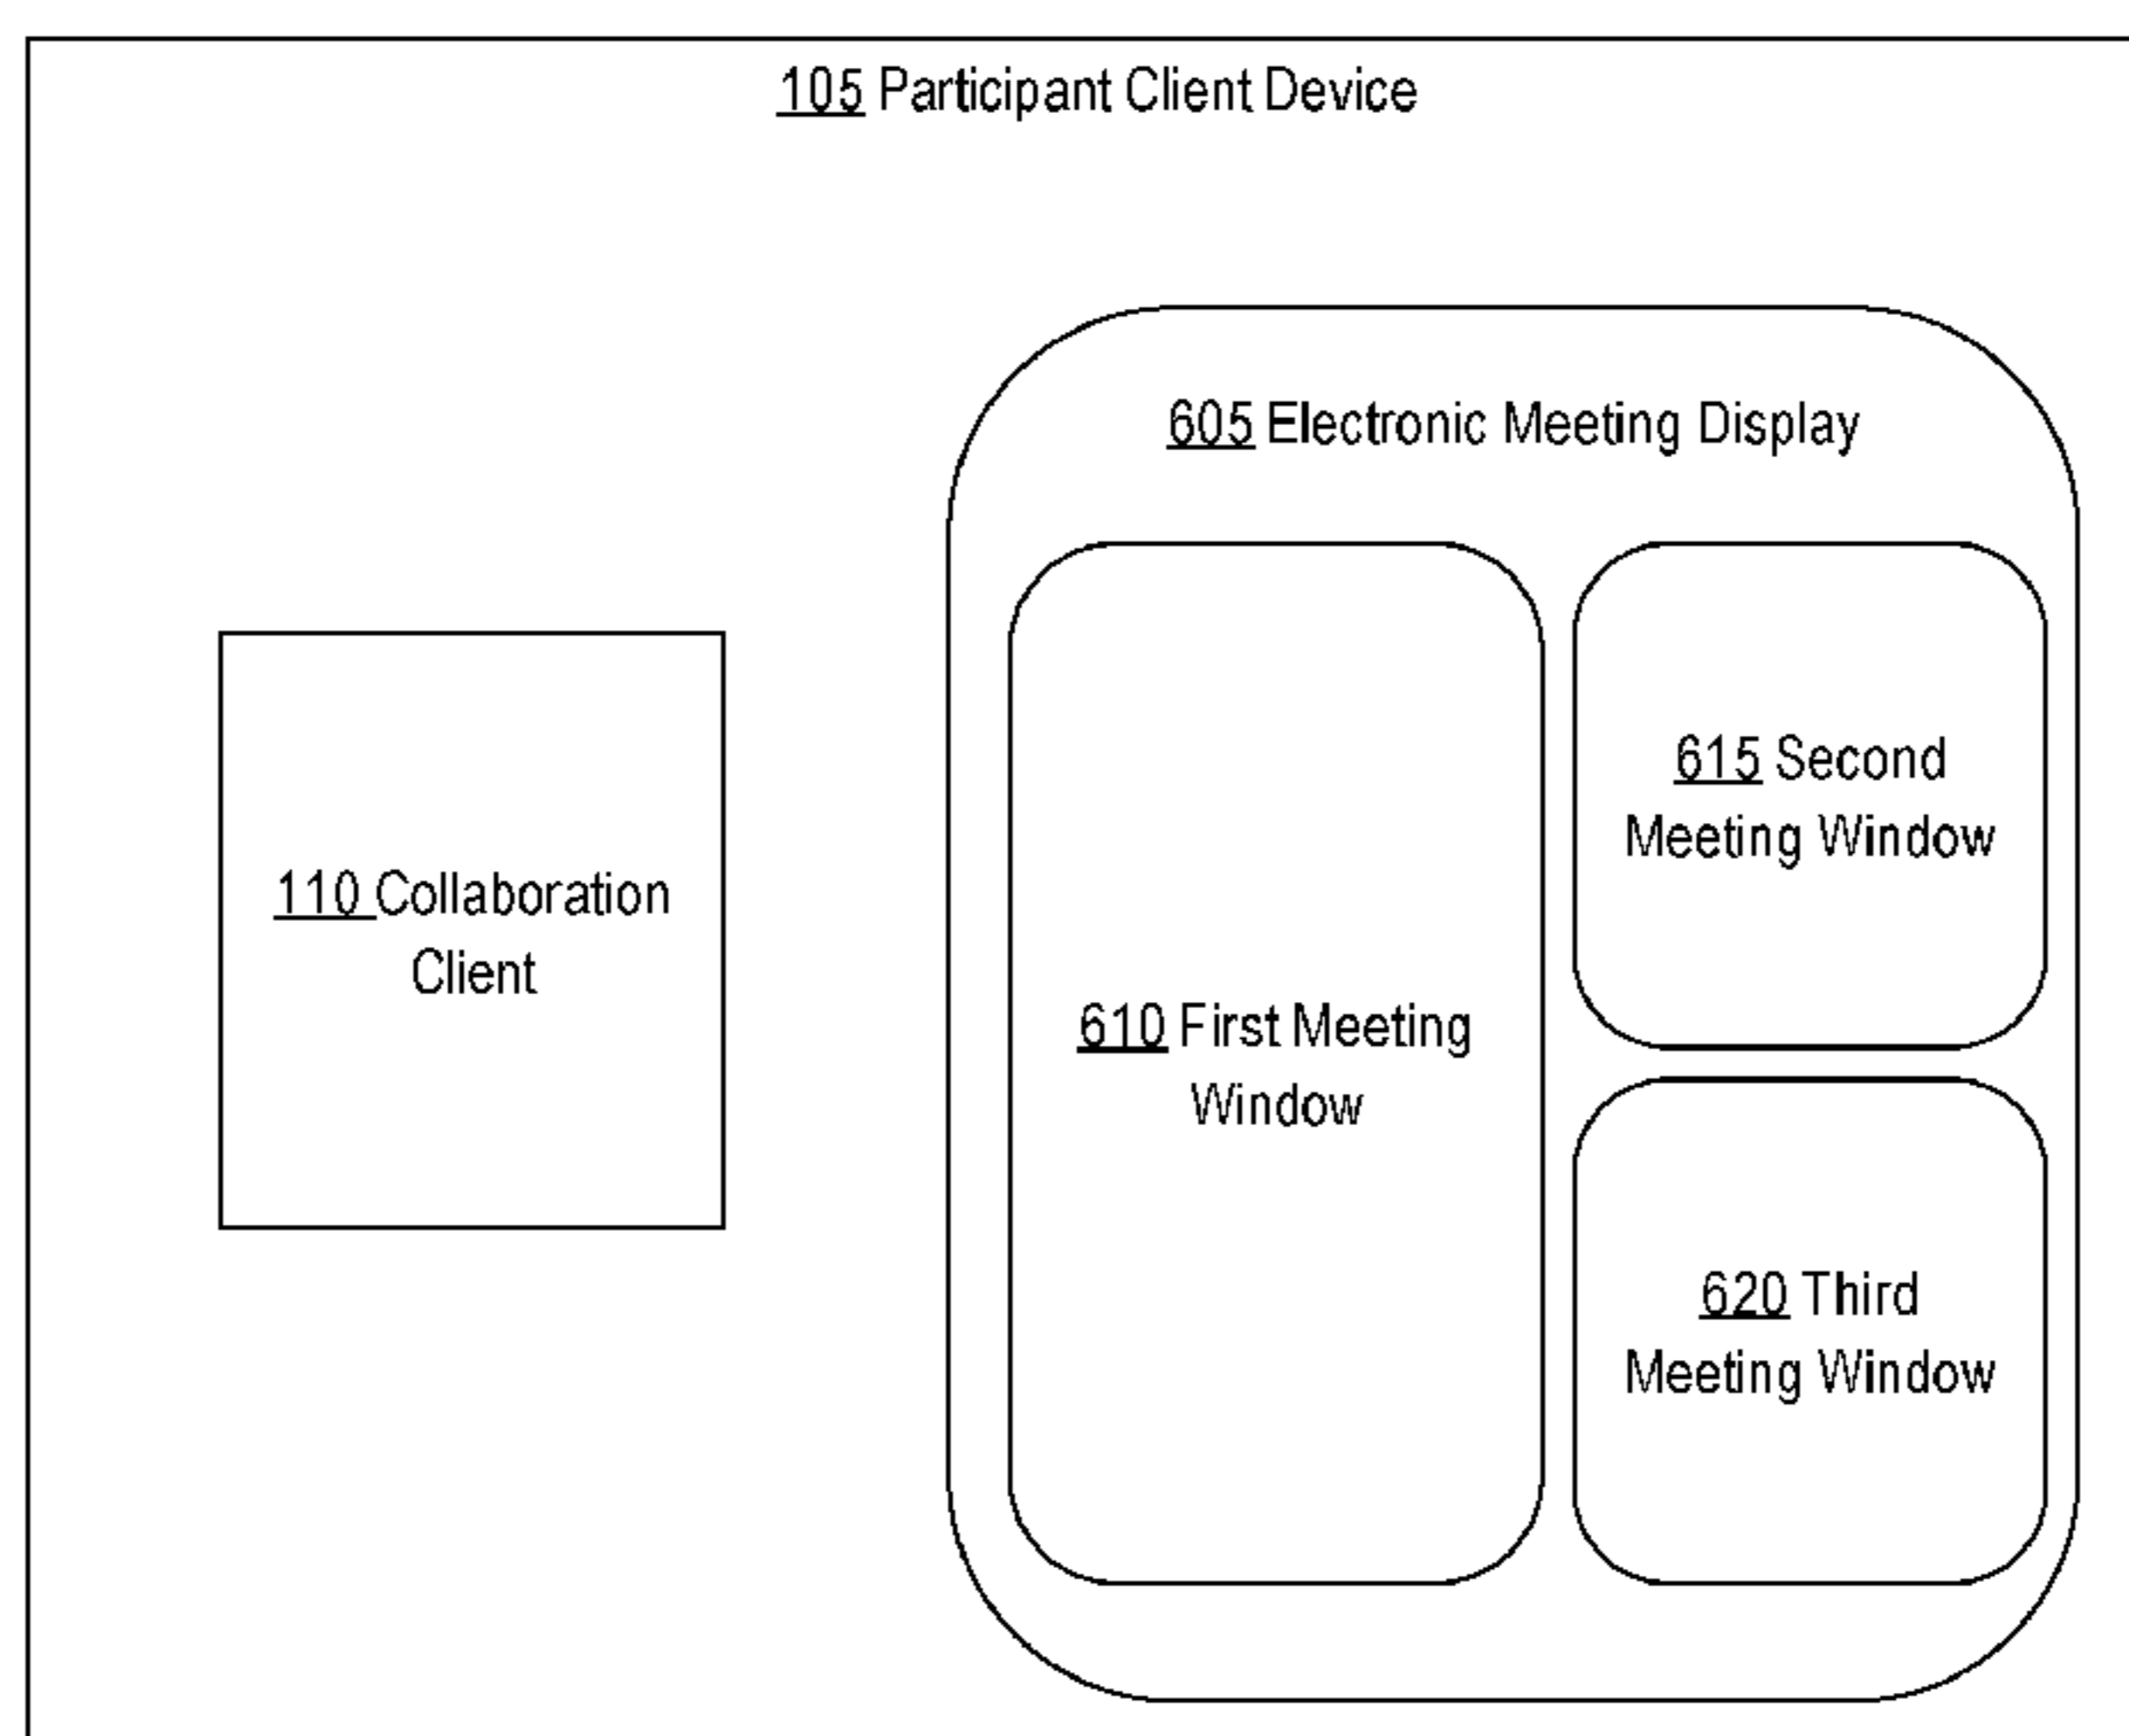 105 Participant Client Device
605 Electronic Meeting Display
110 Collaboration
Client
610 First Meeting
Window
615 Second
Meeting Window
620 Third
Meeting Window